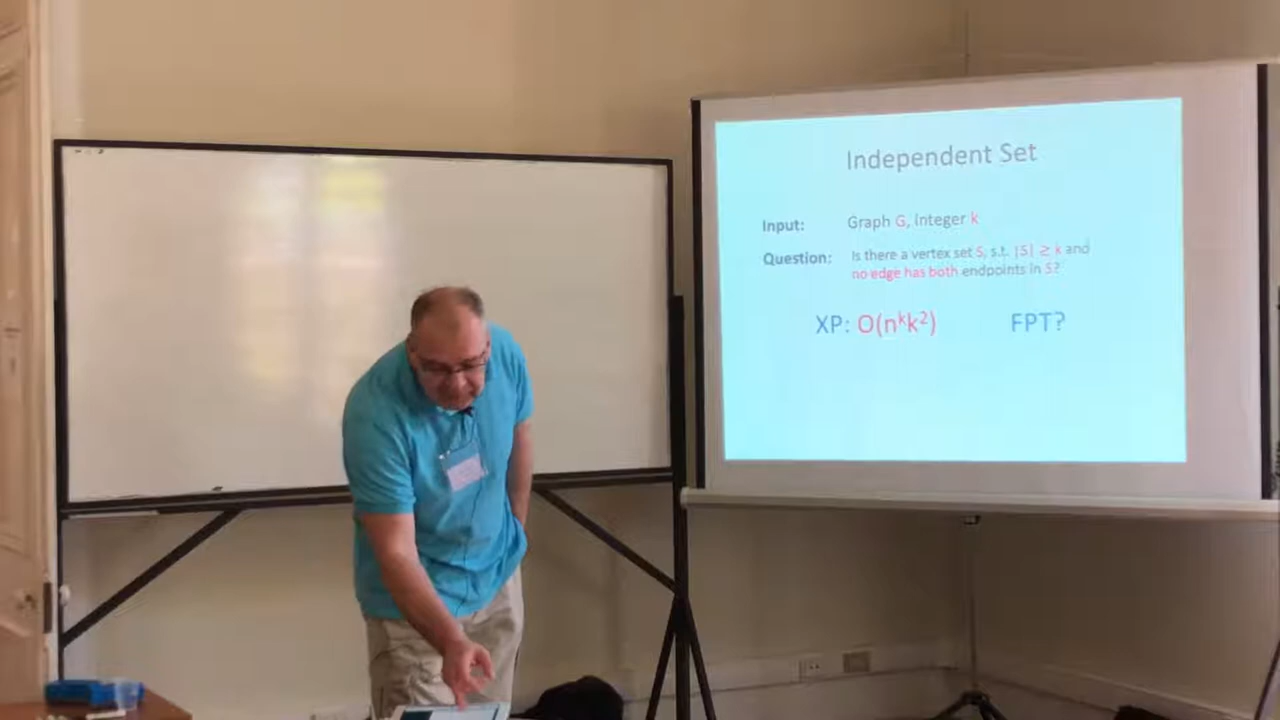 Independent Set
Input: Graph G, integer k
Question: Is there a vertex set S, s.t. |S| ≥ k and
no edge has both endpoints in S?
XP: O(nᵏk²) FPT?